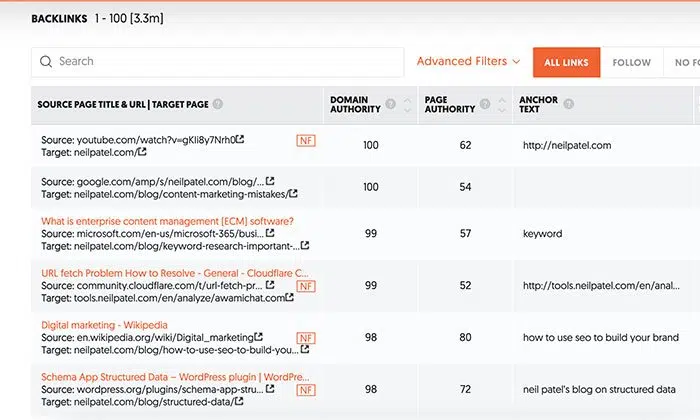 BACKLINKS 1 - 100 [3.3m]
Search
Advanced Filters
ALL LINKS
FOLLOW
NO F
SOURCE PAGE TITLE & URL | TARGET PAGE ?
DOMAIN AUTHORITY ?
PAGE AUTHORITY ?
ANCHOR TEXT ?
Source: youtube.com/watch?v=gKIi8y7Nrh0 NF
Target: neilpatel.com/
100 62 http://neilpatel.com
Source: google.com/amp/s/neilpatel.com/blog/...
Target: neilpatel.com/blog/content-marketing-mistakes/
100 54
What is enterprise content management (ECM) software?
Source: microsoft.com/en-us/microsoft-365/busi...
Target: neilpatel.com/blog/keyword-research-important-...
99 57 keyword
URL fetch Problem How to Resolve - General - Cloudflare C...
Source: community.cloudflare.com/t/url-fetch-pr... NF
Target: tools.neilpatel.com/en/analyze/awamichat.com
99 52 http://tools.neilpatel.com/en/anal...
Digital marketing - Wikipedia
Source: en.wikipedia.org/wiki/Digital_marketing NF
Target: neilpatel.com/blog/how-to-use-seo-to-build-you...
98 80 how to use seo to build your brand
Schema App Structured Data – WordPress plugin | WordPre...
Source: wordpress.org/plugins/schema-app-stru... NF
Target: neilpatel.com/blog/structured-data/
98 72 neil patel's blog on structured data